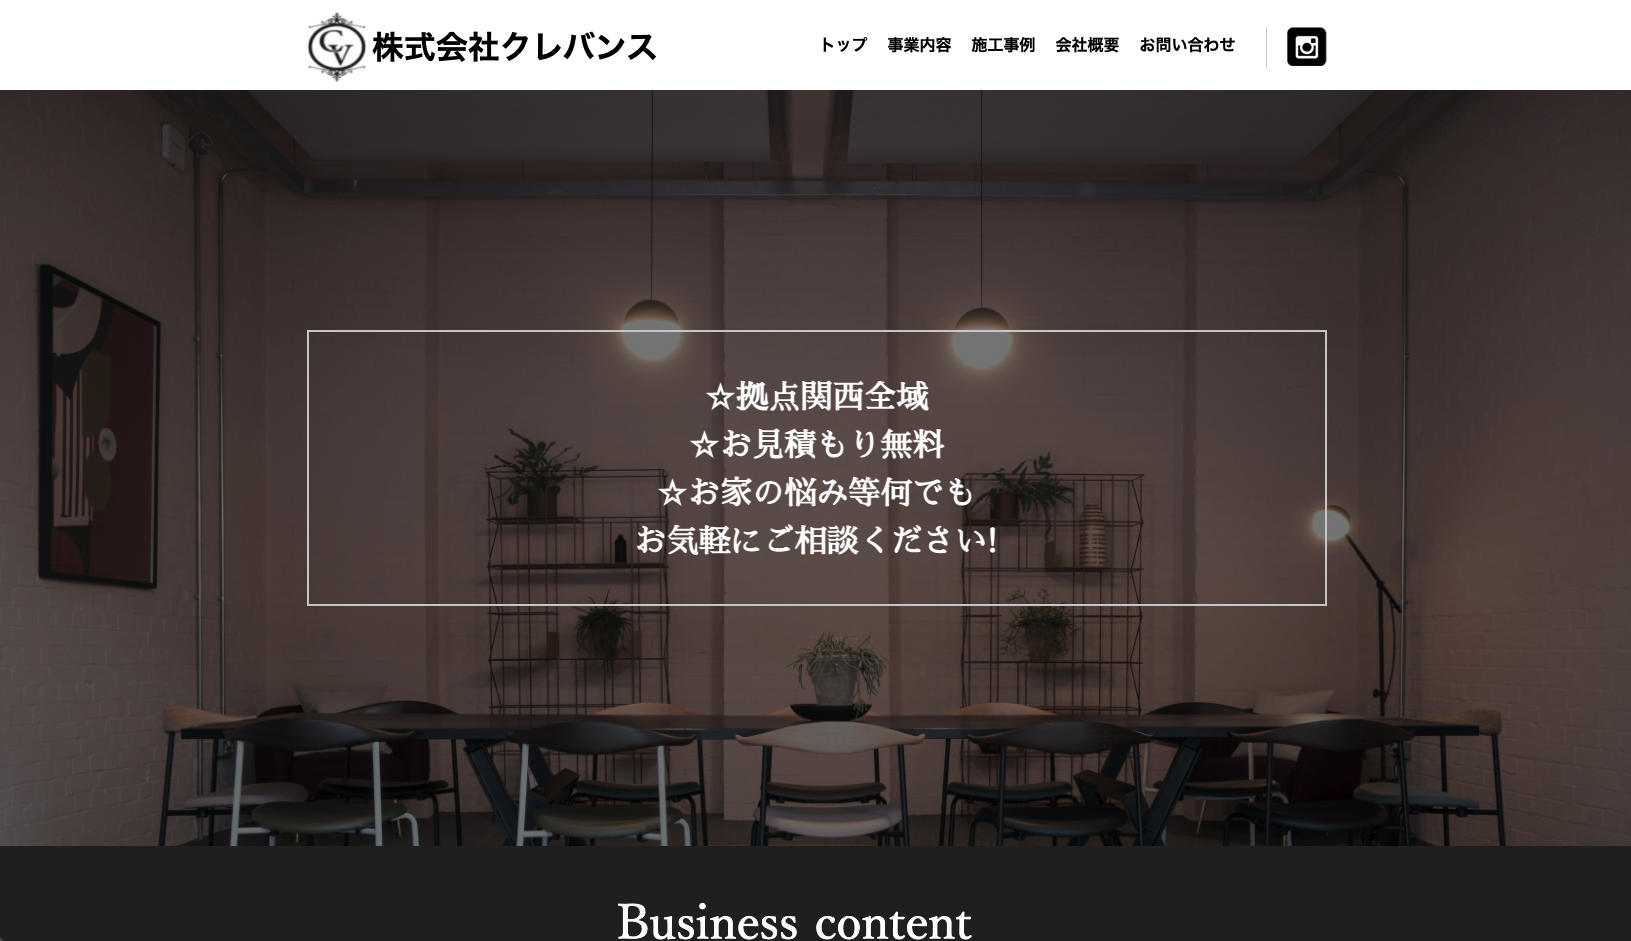 CV
株式会社クレバンス
トップ 事業内容 施工事例 会社概要 お問い合わせ
☆拠点関西全域
☆お見積もり無料
☆お家の悩み等何でも
お気軽にご相談ください!
Business content